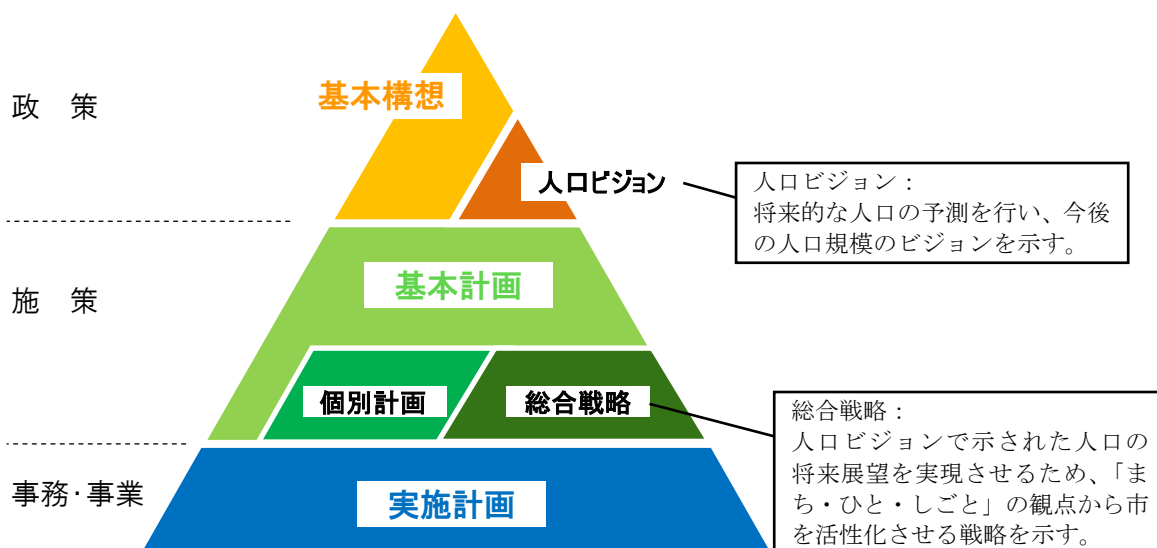 基本構想
政　策
人口ビジョン
人口ビジョン：
将来的な人口の予測を行い、今後
の人口規模のビジョンを示す。
基本計画
施　策
個別計画
総合戦略
総合戦略：
人口ビジョンで示された人口の
将来展望を実現させるため、「ま
ち・ひと・しごと」の観点から市
を活性化させる戦略を示す。
事務･事業
実施計画